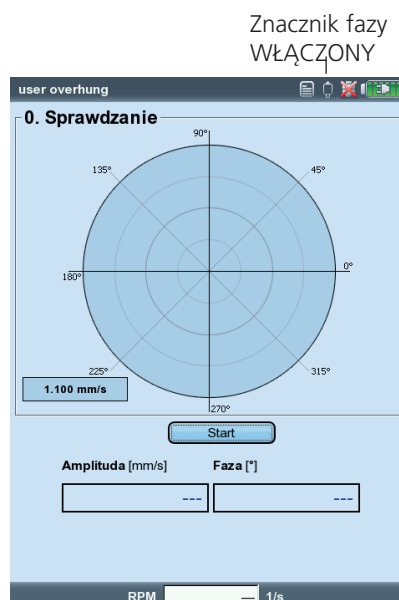 Znacznik fazy
WŁĄCZONY
user overhung
0. Sprawdzanie
90°
135°
45°
180°
0°
225°
315°
1.100 mm/s
270°
Start
Amplituda [mm/s]
Faza [°]
---
---
RPM
—
1/s